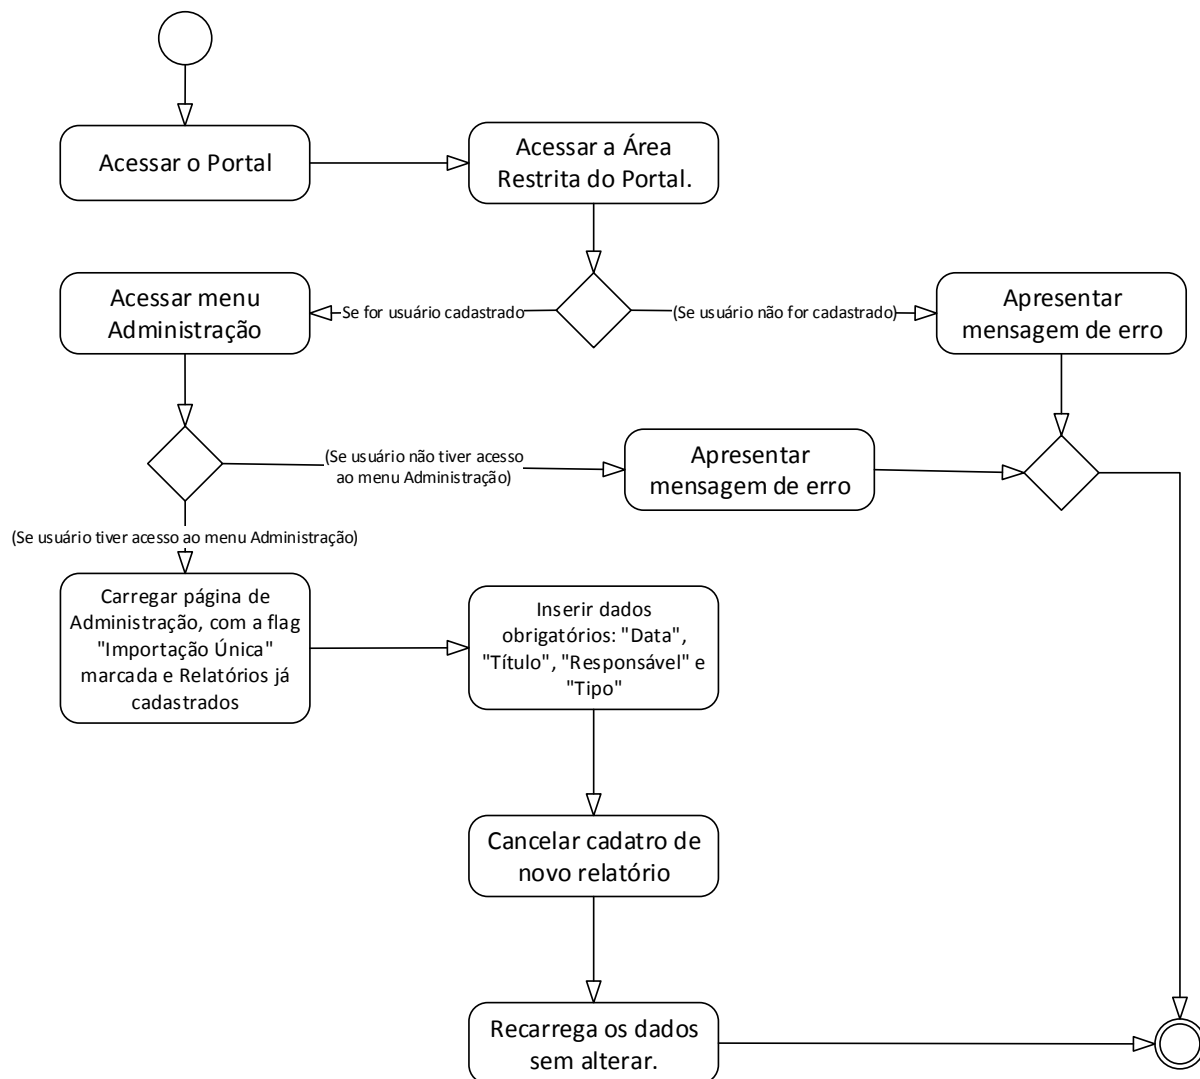 Acessar o Portal
Acessar a Área
Restrita do Portal.
Acessar menu
Administração
Se for usuário cadastrado
(Se usuário não for cadastrado)
Apresentar
mensagem de erro
(Se usuário não tiver acesso
ao menu Administração)
Apresentar
mensagem de erro
(Se usuário tiver acesso ao menu Administração)
Carregar página de
Administração, com a flag
"Importação Única"
marcada e Relatórios já
cadastrados
Inserir dados
obrigatórios: "Data",
"Título", "Responsável" e
"Tipo"
Cancelar cadatro de
novo relatório
Recarrega os dados
sem alterar.